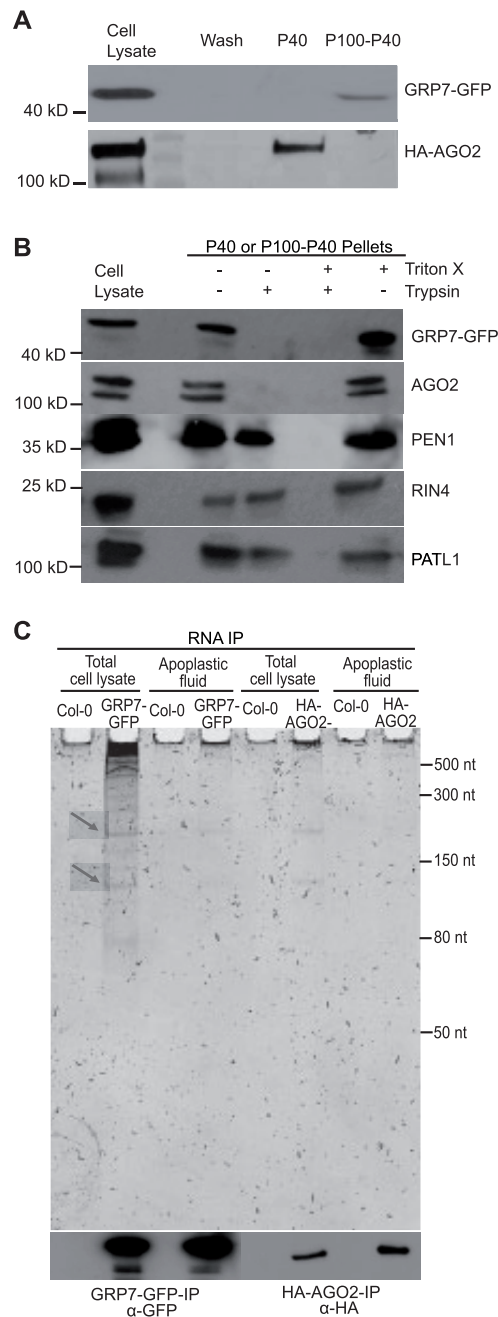 A
Cell
Lysate
Wash
P40
P100-P40
GRP7-GFP
40 kD
HA-AGO2
100 kD
B
P40 or P100-P40 Pellets
Cell
Lysate
- - + + Triton X
- + + - Trypsin
GRP7-GFP
40 kD
AGO2
100 kD
PEN1
35 kD
25 kD
RIN4
PATL1
100 kD
C
RNA IP
Total
cell lysate
Apoplastic
fluid
Total
cell lysate
Apoplastic
fluid
Col-0
GRP7-
GFP
Col-0
GRP7-
GFP
Col-0
HA-
AGO2-
Col-0
HA-
AGO2
500 nt
300 nt
150 nt
80 nt
50 nt
GRP7-GFP-IP
α-GFP
HA-AGO2-IP
α-HA